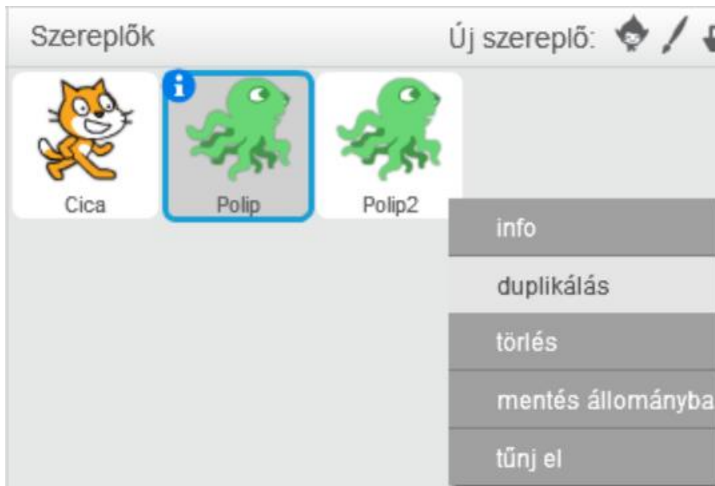 Szereplők
Új szereplő:
Cica
Polip
Polip2
info
duplikálás
törlés
mentés állományba
tűnj el